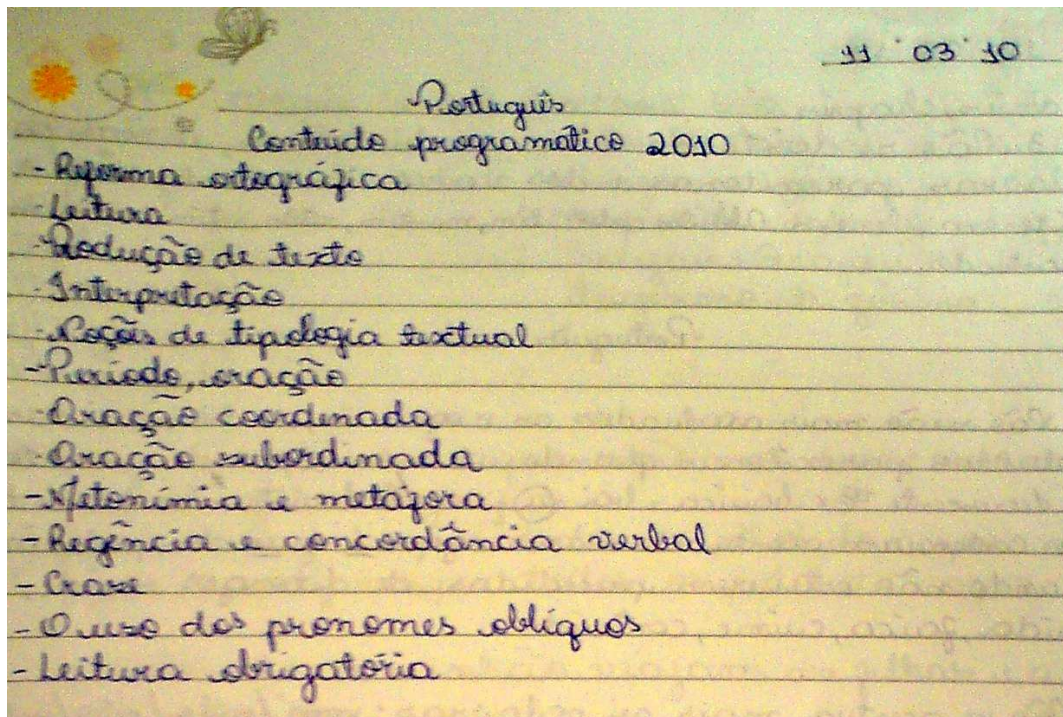 11 03 10
Português
Conteúdo programático 2010
- Reforma ortográfica
- Leitura
- Produção de texto
- Interpretação
- Noções de tipologia textual
- Período, oração
- Oração coordenada
- Oração subordinada
- Metonímia e metáfora
- Regência e concordância verbal
- Crase
- O uso dos pronomes oblíquos
- Leitura obrigatória